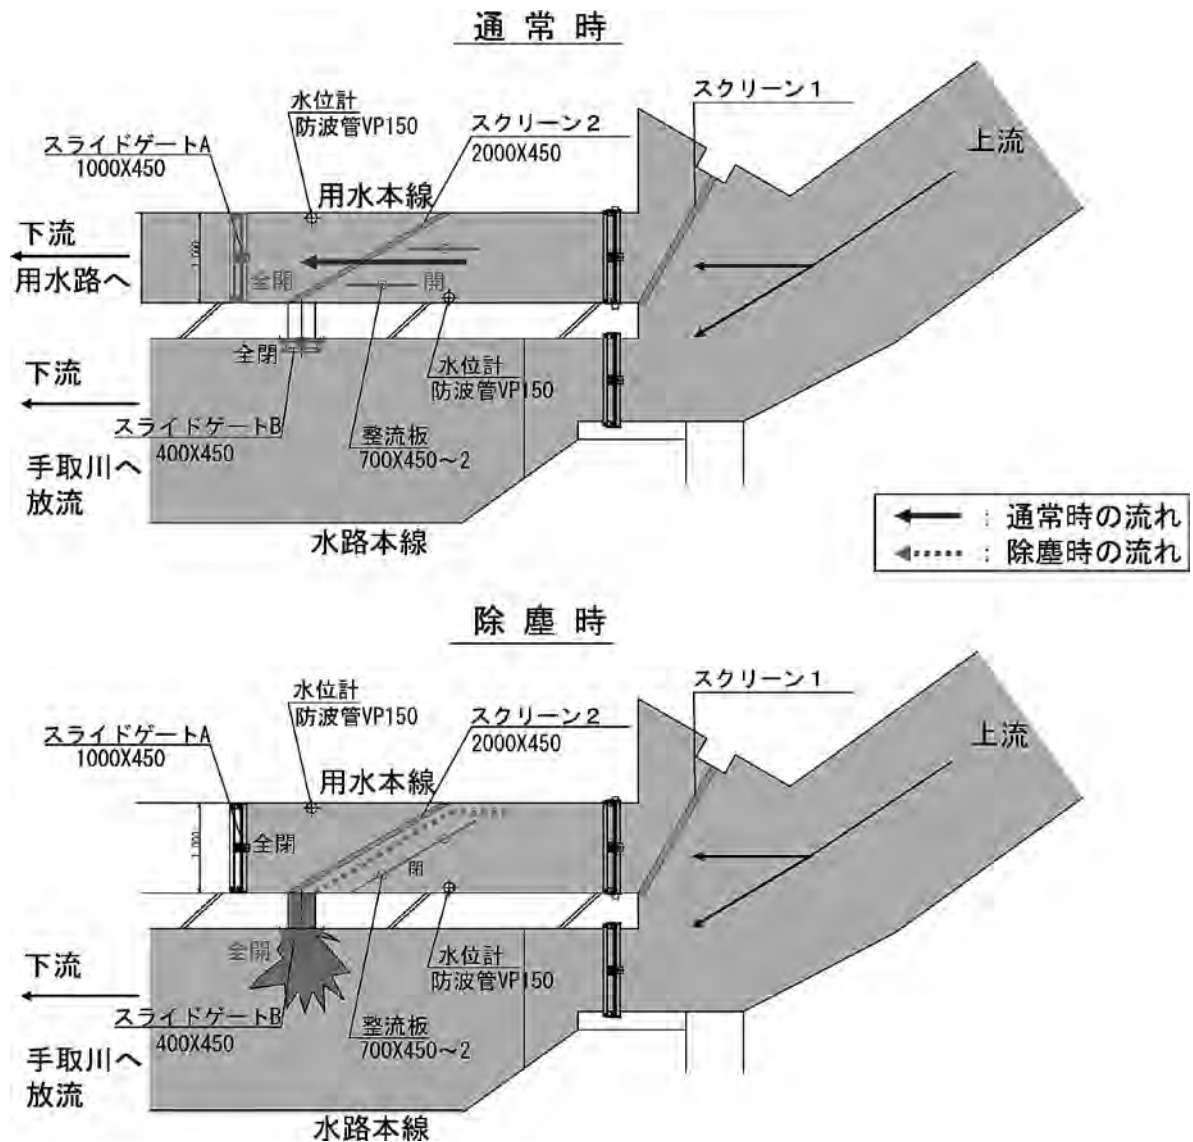 通常時
スクリーン1
水位計
防波管VP150
スクリーン2
2000X450
スライドゲートA
1000X450
上流
用水本線
下流
用水路へ
全開
開
全閉
下流
水位計
防波管VP150
スライドゲートB
400X450
整流板
700X450～2
手取川へ
放流
水路本線
: 通常時の流れ
: 除塵時の流れ
除塵時
スクリーン1
水位計
防波管VP150
スクリーン2
2000X450
スライドゲートA
1000X450
上流
用水本線
1,000
全閉
閉
全開
下流
水位計
防波管VP150
スライドゲートB
400X450
整流板
700X450～2
手取川へ
放流
水路本線